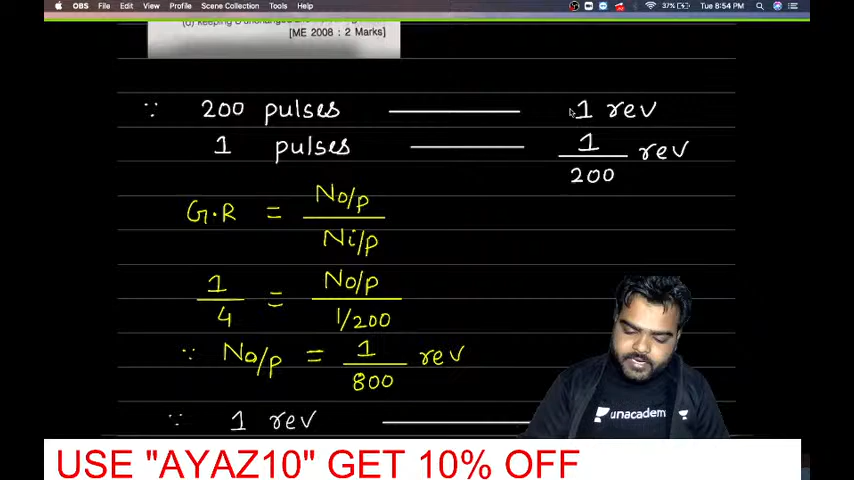 OBS File Edit View Profile Scene Collection Tools Help 37% Tue 8:54 PM
[ME 2008 : 2 Marks]
∵ 200 pulses 1 rev
1 pulses 1/200 rev
G.R = No/p / Ni/p
1/4 = No/p / 1/200
∵ No/p = 1/800 rev
∵ 1 rev
unacadem
USE "AYAZ10" GET 10% OFF